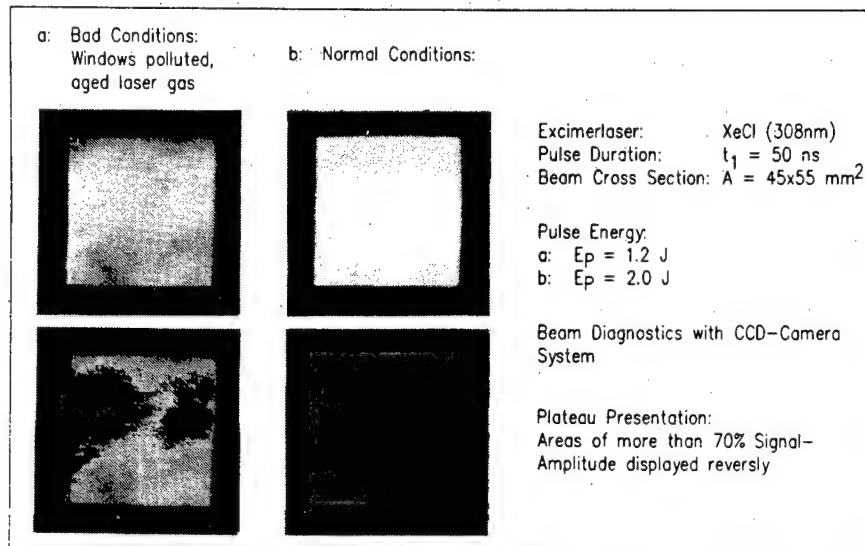 a: Bad Conditions:
Windows polluted,
aged laser gas
b: Normal Conditions:
Excimerlaser: XeCl (308nm)
Pulse Duration: t1 = 50 ns
Beam Cross Section: A = 45x55 mm2
Pulse Energy:
a: Ep = 1.2 J
b: Ep = 2.0 J
Beam Diagnostics with CCD-Camera
System
Plateau Presentation:
Areas of more than 70% Signal-
Amplitude displayed reversly